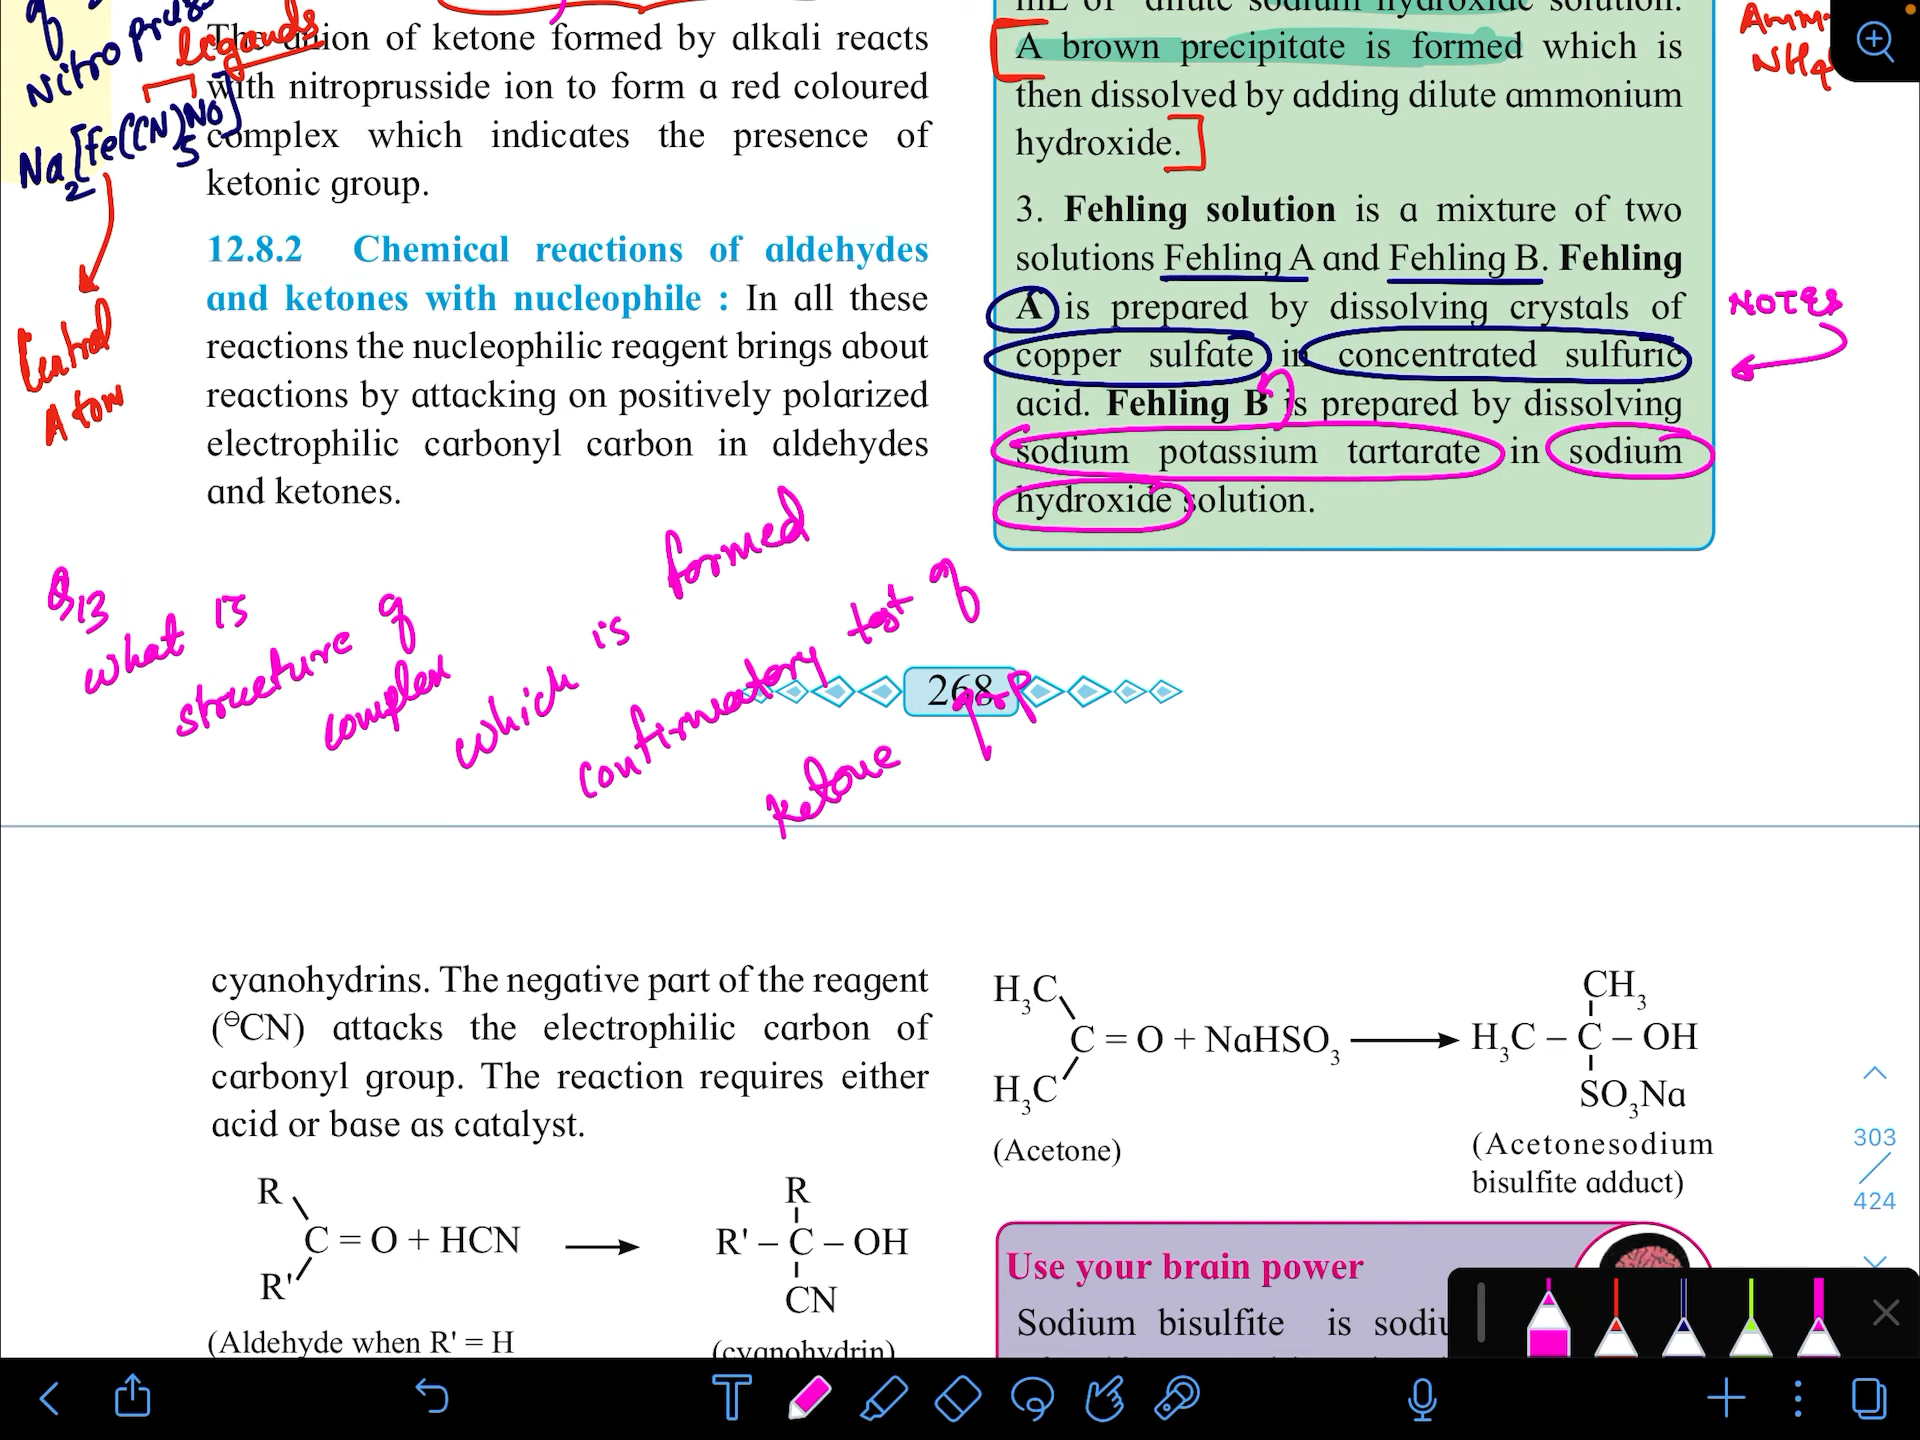 Nitroprus
ligands
Na2[Fe(CN)5NO]
Central
Atom
The anion of ketone formed by alkali reacts
with nitroprusside ion to form a red coloured
complex which indicates the presence of
ketonic group.
12.8.2 Chemical reactions of aldehydes
and ketones with nucleophile : In all these
reactions the nucleophilic reagent brings about
reactions by attacking on positively polarized
electrophilic carbonyl carbon in aldehydes
and ketones.
mL of dilute sodium hydroxide solution.
A brown precipitate is formed which is
then dissolved by adding dilute ammonium
hydroxide.
3. Fehling solution is a mixture of two
solutions Fehling A and Fehling B. Fehling
A is prepared by dissolving crystals of
copper sulfate in concentrated sulfuric
acid. Fehling B is prepared by dissolving
sodium potassium tartarate in sodium
hydroxide solution.
Amm
NH4
NOTES
Q13
what is structure of complex which is formed
confirmatory test of
ketone grp
268
cyanohydrins. The negative part of the reagent
(⊖CN) attacks the electrophilic carbon of
carbonyl group. The reaction requires either
acid or base as catalyst.
R
C = O + HCN
R'
R
R' – C – OH
CN
(Aldehyde when R' = H
(cyanohydrin)
H3C
C = O + NaHSO3
H3C
(Acetone)
CH3
H3C – C – OH
SO3Na
(Acetonesodium
bisulfite adduct)
Use your brain power
Sodium bisulfite is sodiu
303
424